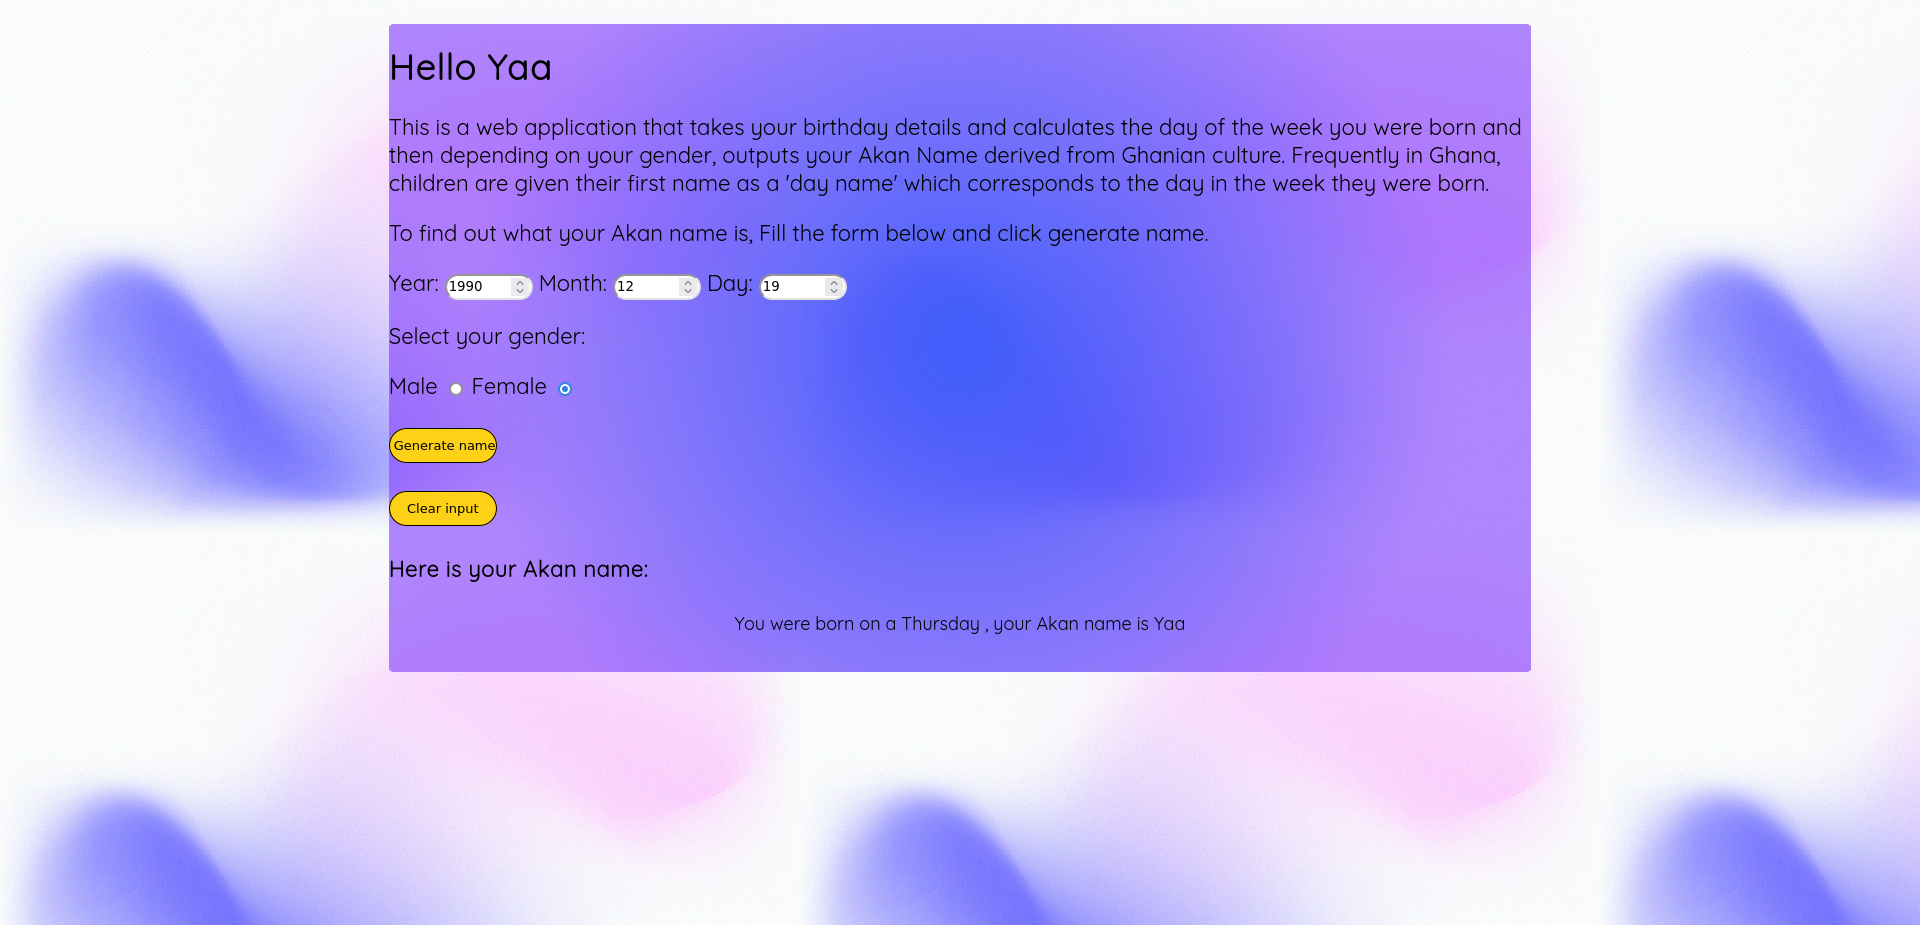 Hello Yaa
This is a web application that takes your birthday details and calculates the day of the week you were born and
then depending on your gender, outputs your Akan Name derived from Ghanian culture. Frequently in Ghana,
children are given their first name as a 'day name' which corresponds to the day in the week they were born.
To find out what your Akan name is, Fill the form below and click generate name.
Year: 1990 Month: 12 Day: 19
Select your gender:
Male Female
Generate name
Clear input
Here is your Akan name:
You were born on a Thursday , your Akan name is Yaa